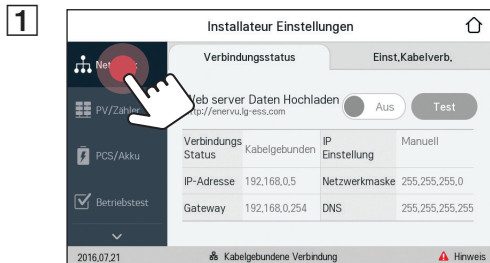 1
Installateur Einstellungen
Verbindungsstatus
Einst.Kabelverb.
PV/Zähler
PCS/Akku
Betriebstest
Web server Daten Hochladen
http://enervu.lg-ess.com
Aus
Test
Verbindungs Status
Kabelgebunden
IP Einstellung
Manuell
IP-Adresse
192,168,0,5
Netzwerkmaske
255,255,255,0
Gateway
192,168,0,254
DNS
255,255,255,255
2016,07,21
Kabelgebundene Verbindung
Hinweis